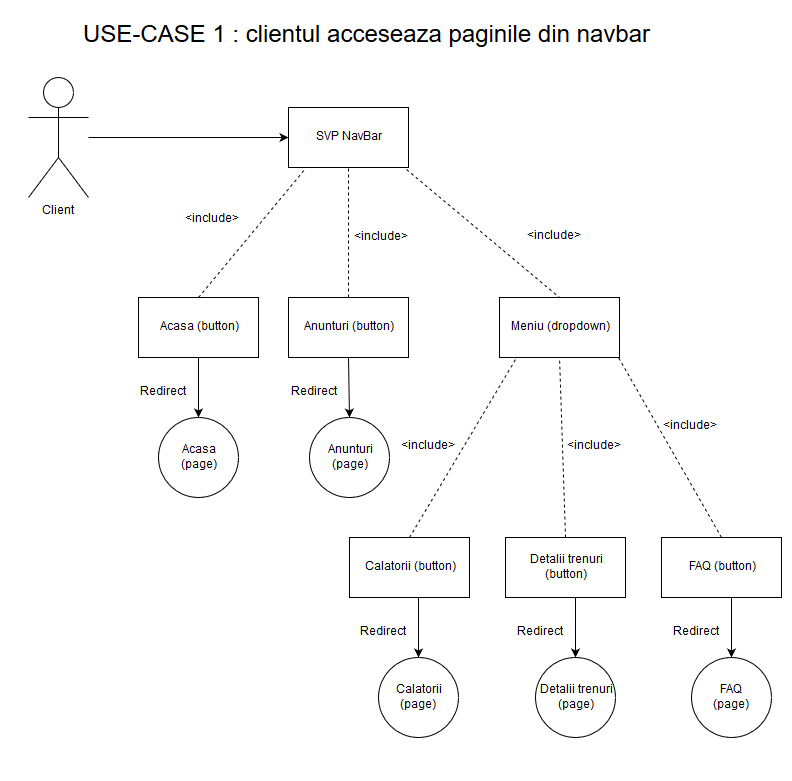 USE-CASE 1 : clientul acceseaza paginile din navbar
SVP NavBar
Client
<include>
<include>
<include>
Acasa (button)
Anunturi (button)
Meniu (dropdown)
Redirect
Redirect
Acasa
(page)
Anunturi
(page)
<include>
<include>
<include>
Calatorii (button)
Detalii trenuri
(button)
FAQ (button)
Redirect
Redirect
Redirect
Calatorii
(page)
Detalii trenuri
(page)
FAQ
(page)